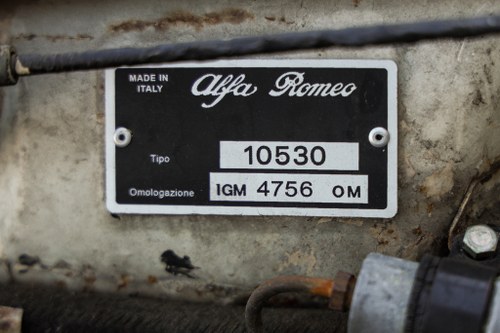 MADE IN
ITALY
Alfa Romeo
Tipo 10530
Omologazione IGM 4756 OM